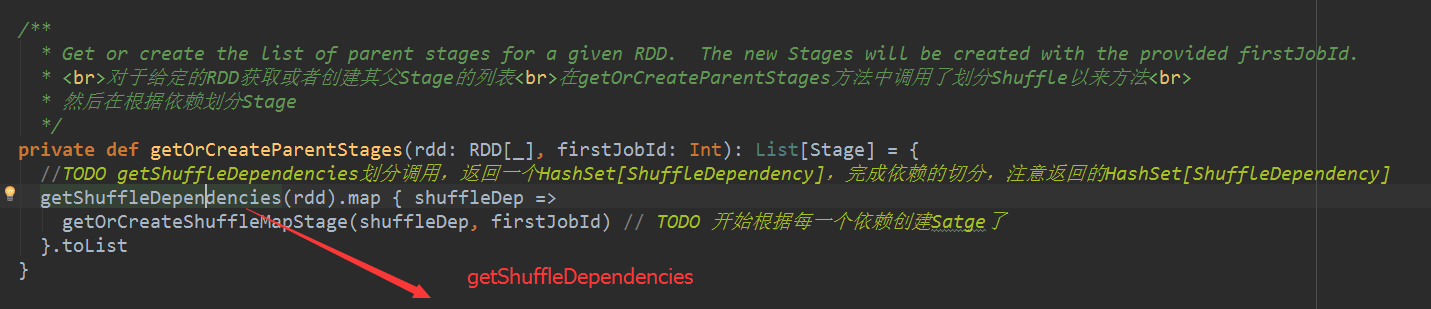 /**
* Get or create the list of parent stages for a given RDD.  The new Stages will be created with the provided firstJobId.
* <br>对于给定的RDD获取或者创建其父Stage的列表<br>在getOrCreateParentStages方法中调用了划分Shuffle以来方法<br>
* 然后在根据依赖划分Stage
*/
private def getOrCreateParentStages(rdd: RDD[_], firstJobId: Int): List[Stage] = {
//TODO getShuffleDependencies划分调用，返回一个HashSet[ShuffleDependency]，完成依赖的切分，注意返回的HashSet[ShuffleDependency]
getShuffleDependencies(rdd).map { shuffleDep =>
getOrCreateShuffleMapStage(shuffleDep, firstJobId) // TODO 开始根据每一个依赖创建Satge了
}.toList
}
getShuffleDependencies